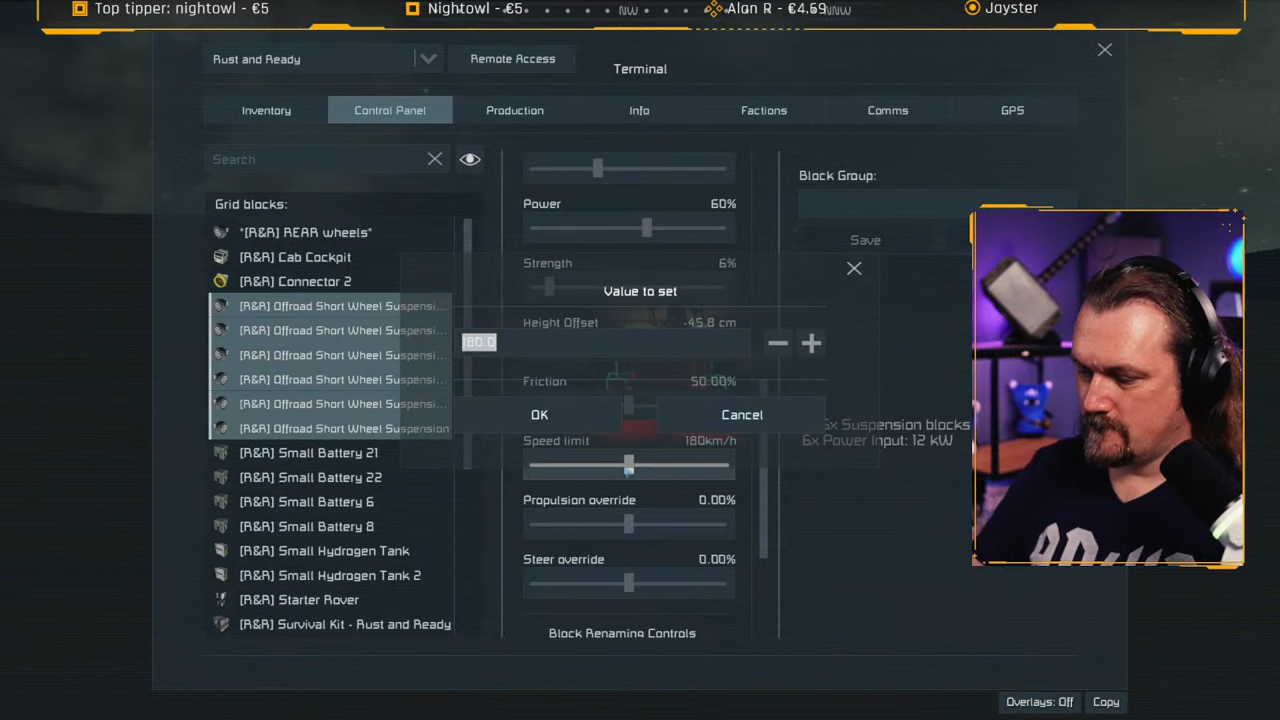 Top tipper: nightowl - €5
Nightowl - €5
NW
Alan R - €4.69
NNW
Jayster
Rust and Ready
Remote Access
Terminal
Inventory
Control Panel
Production
Info
Factions
Comms
GPS
Search
Block Group:
Grid blocks:
*[R&R] REAR wheels*
[R&R] Cab Cockpit
[R&R] Connector 2
[R&R] Offroad Short Wheel Suspensi...
[R&R] Offroad Short Wheel Suspensi...
[R&R] Offroad Short Wheel Suspensi...
[R&R] Offroad Short Wheel Suspensi...
[R&R] Offroad Short Wheel Suspensi...
[R&R] Offroad Short Wheel Suspension
[R&R] Small Battery 21
[R&R] Small Battery 22
[R&R] Small Battery 6
[R&R] Small Battery 8
[R&R] Small Hydrogen Tank
[R&R] Small Hydrogen Tank 2
[R&R] Starter Rover
[R&R] Survival Kit - Rust and Ready
Power 60%
Strength 6%
Value to set
Height Offset -45.8 cm
180.0
Friction 50.00%
OK
Cancel
Speed limit 180km/h
Propulsion override 0.00%
Steer override 0.00%
Block Renaming Controls
Save
6x Suspension blocks
6x Power Input: 12 kW
Overlays: Off
Copy